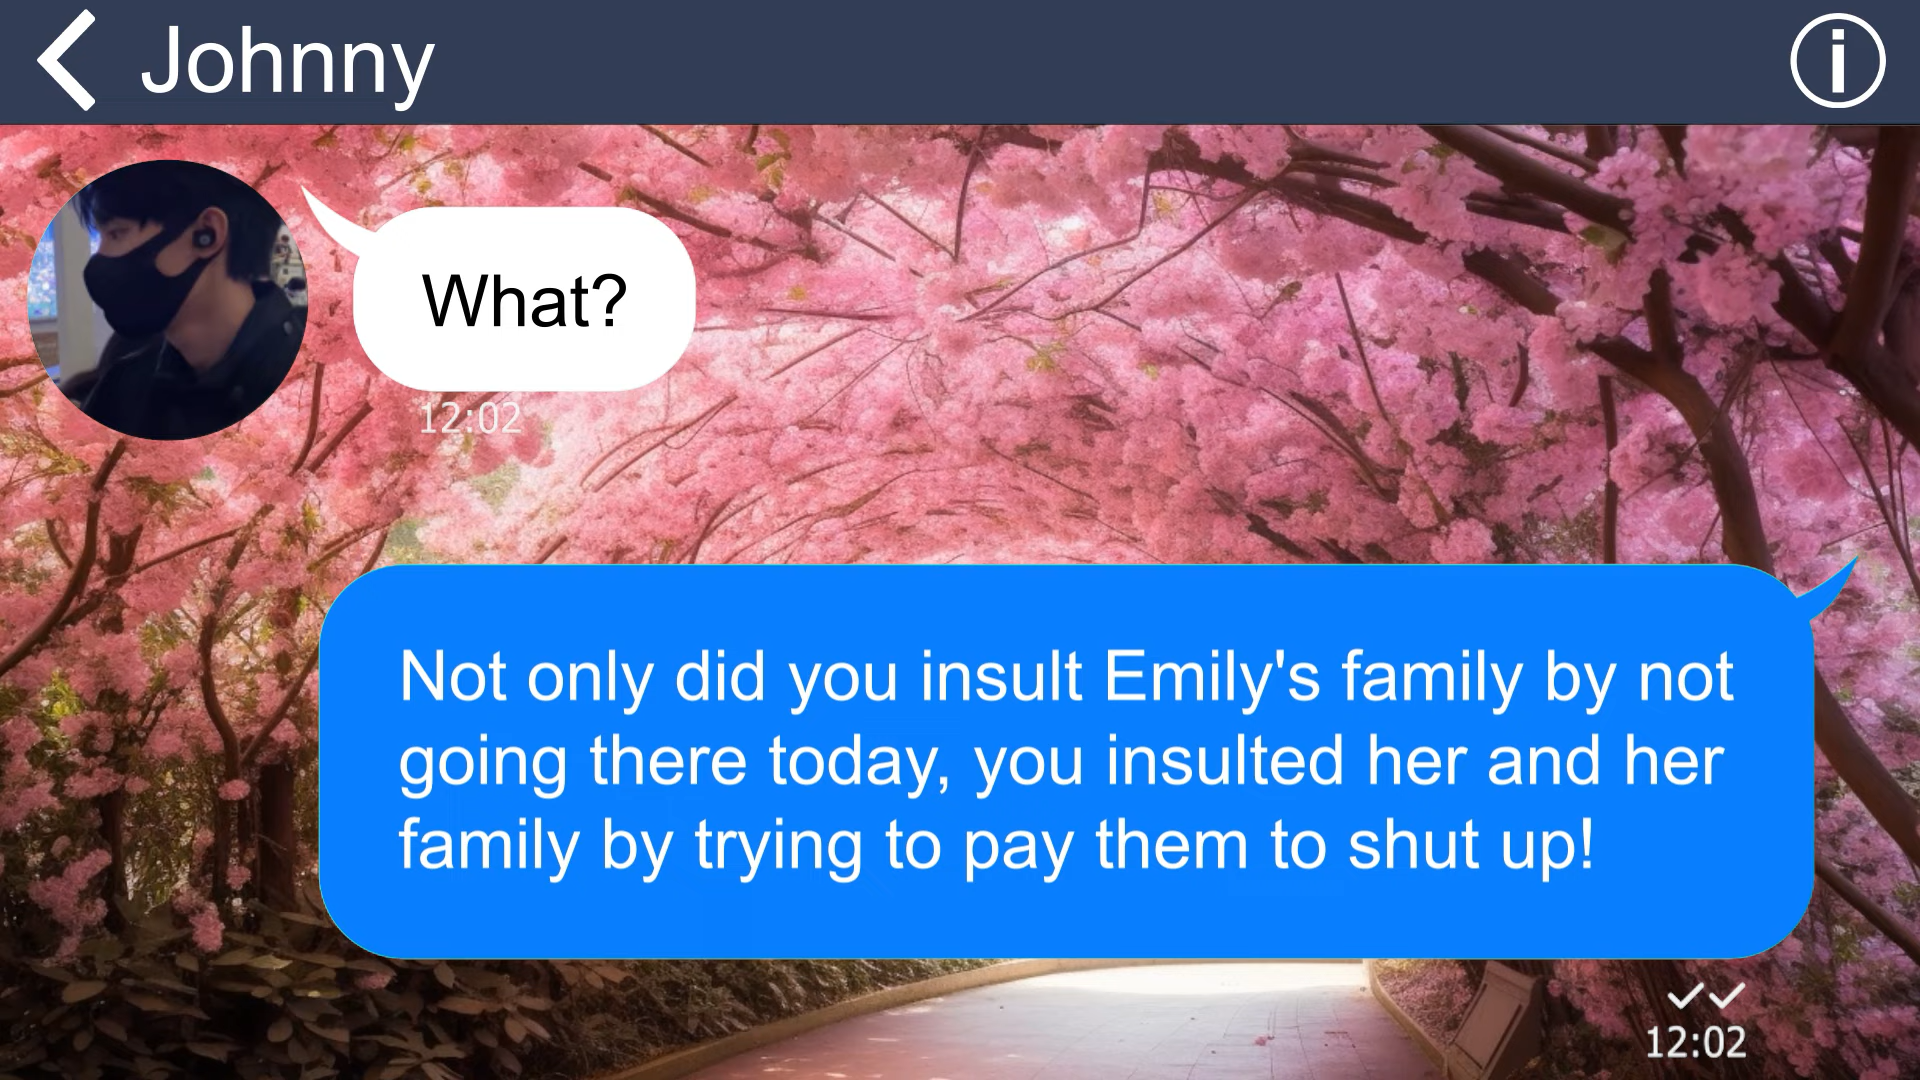 Johnny
What?
12:02
Not only did you insult Emily's family by not
going there today, you insulted her and her
family by trying to pay them to shut up!
12:02